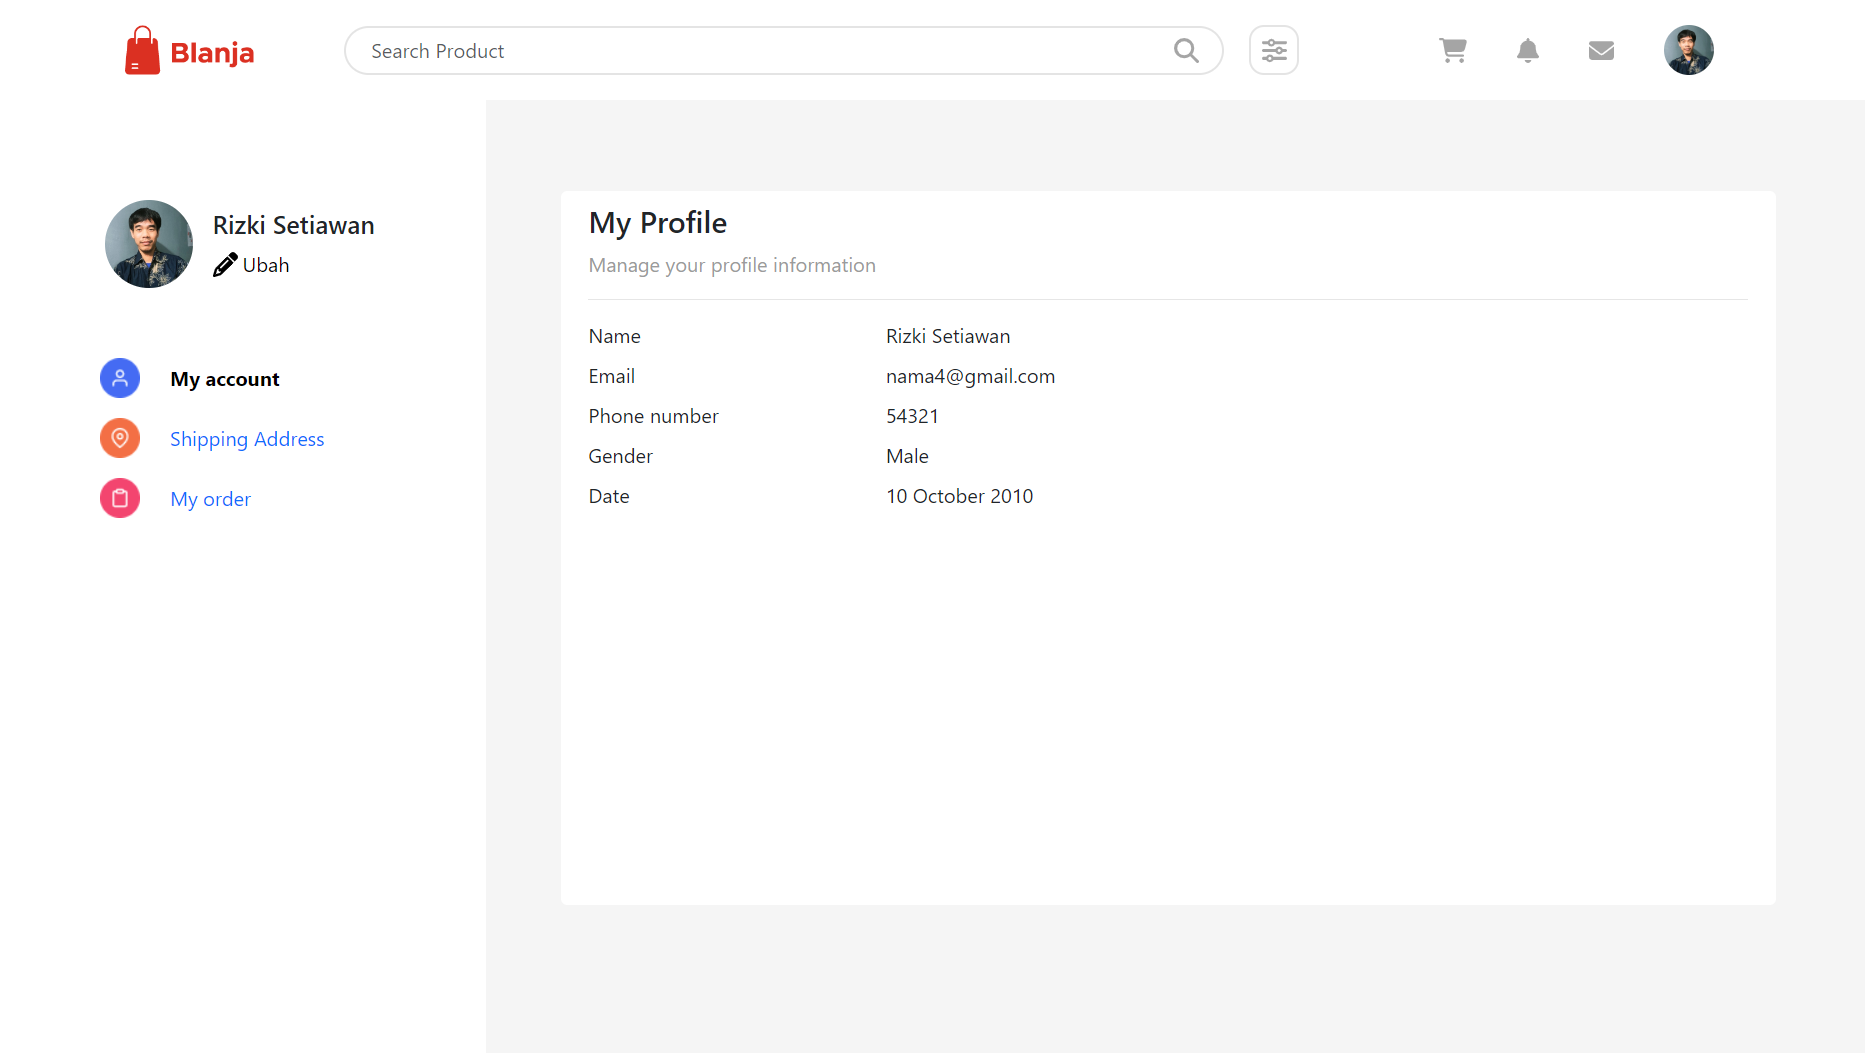 Blanja
Search Product
Rizki Setiawan
Ubah
My account
Shipping Address
My order
My Profile
Manage your profile information
Name Rizki Setiawan
Email nama4@gmail.com
Phone number 54321
Gender Male
Date 10 October 2010